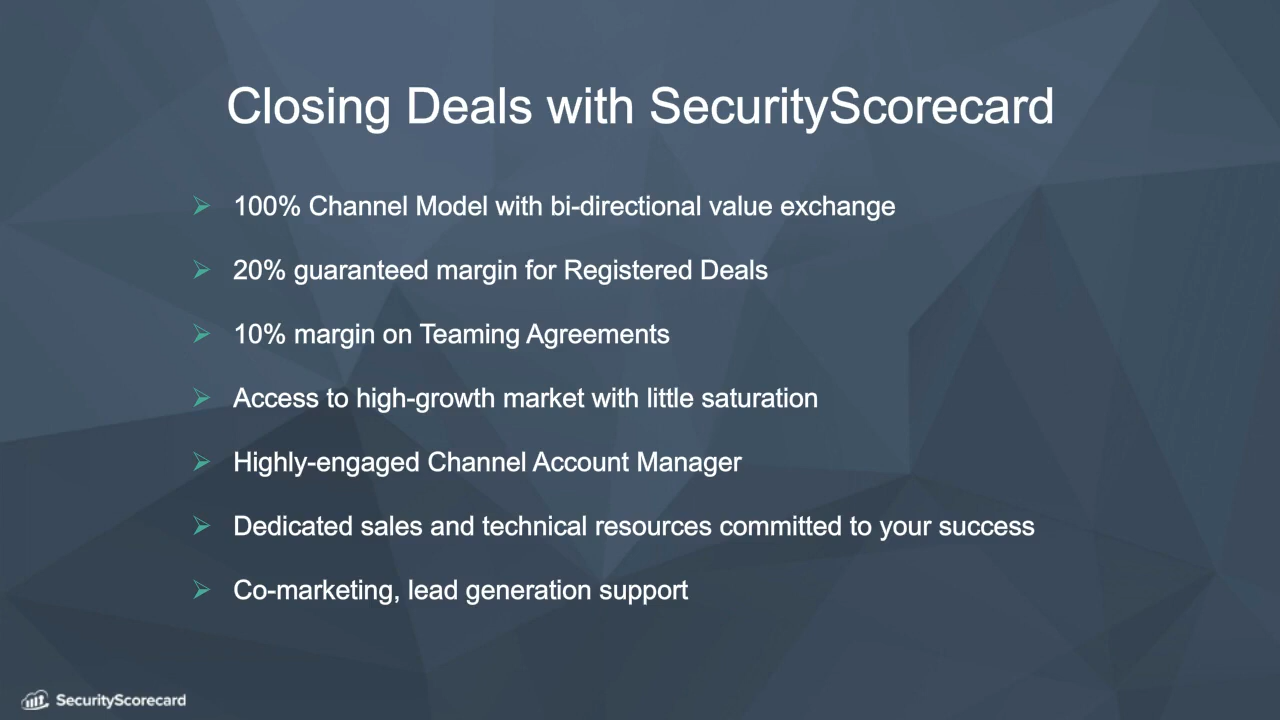 Closing Deals with SecurityScorecard
100% Channel Model with bi-directional value exchange
20% guaranteed margin for Registered Deals
10% margin on Teaming Agreements
Access to high-growth market with little saturation
Highly-engaged Channel Account Manager
Dedicated sales and technical resources committed to your success
Co-marketing, lead generation support
SecurityScorecard